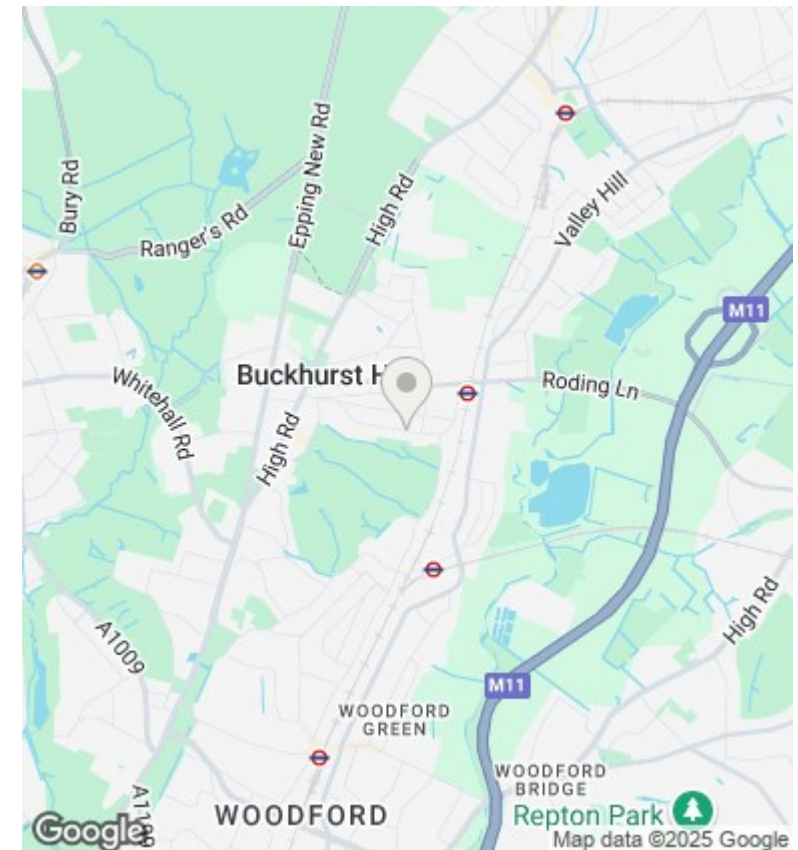 Bury Rd
Ranger's Rd
Epping New Rd
High Rd
Valley Hill
M11
Buckhurst H
Roding Ln
Whitehall Rd
High Rd
High Rd
A1009
M11
WOODFORD
GREEN
WOODFORD
BRIDGE
WOODFORD
Repton Park
Google
Map data ©2025 Google